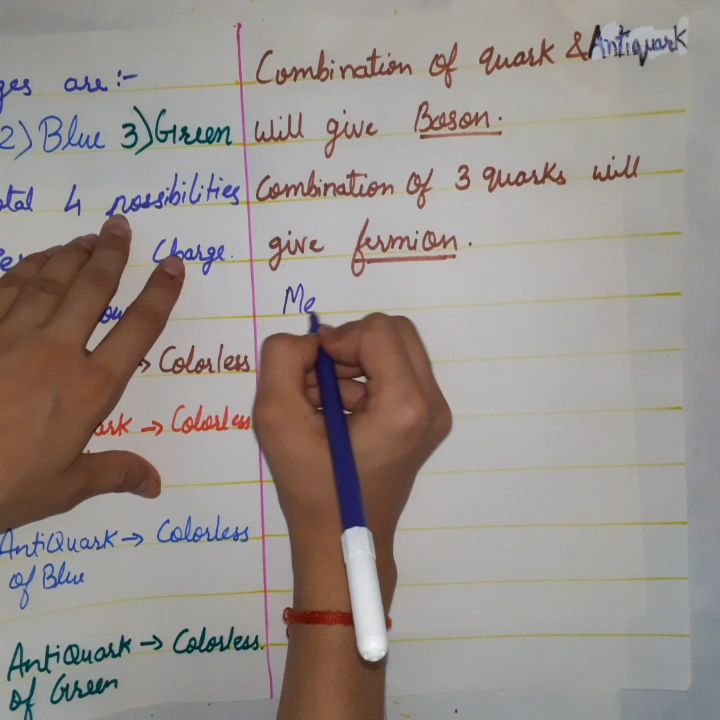 ges are:-
2) Blue 3) Green
otal 4 possibilities
Charge.
→ Colorless
ark → Colorless
AntiQuark → Colorless
of Blue
AntiQuark → Colorless.
of Green
Combination of quark & Antiquark
will give Boson.
Combination of 3 quarks will
give fermion.
Me